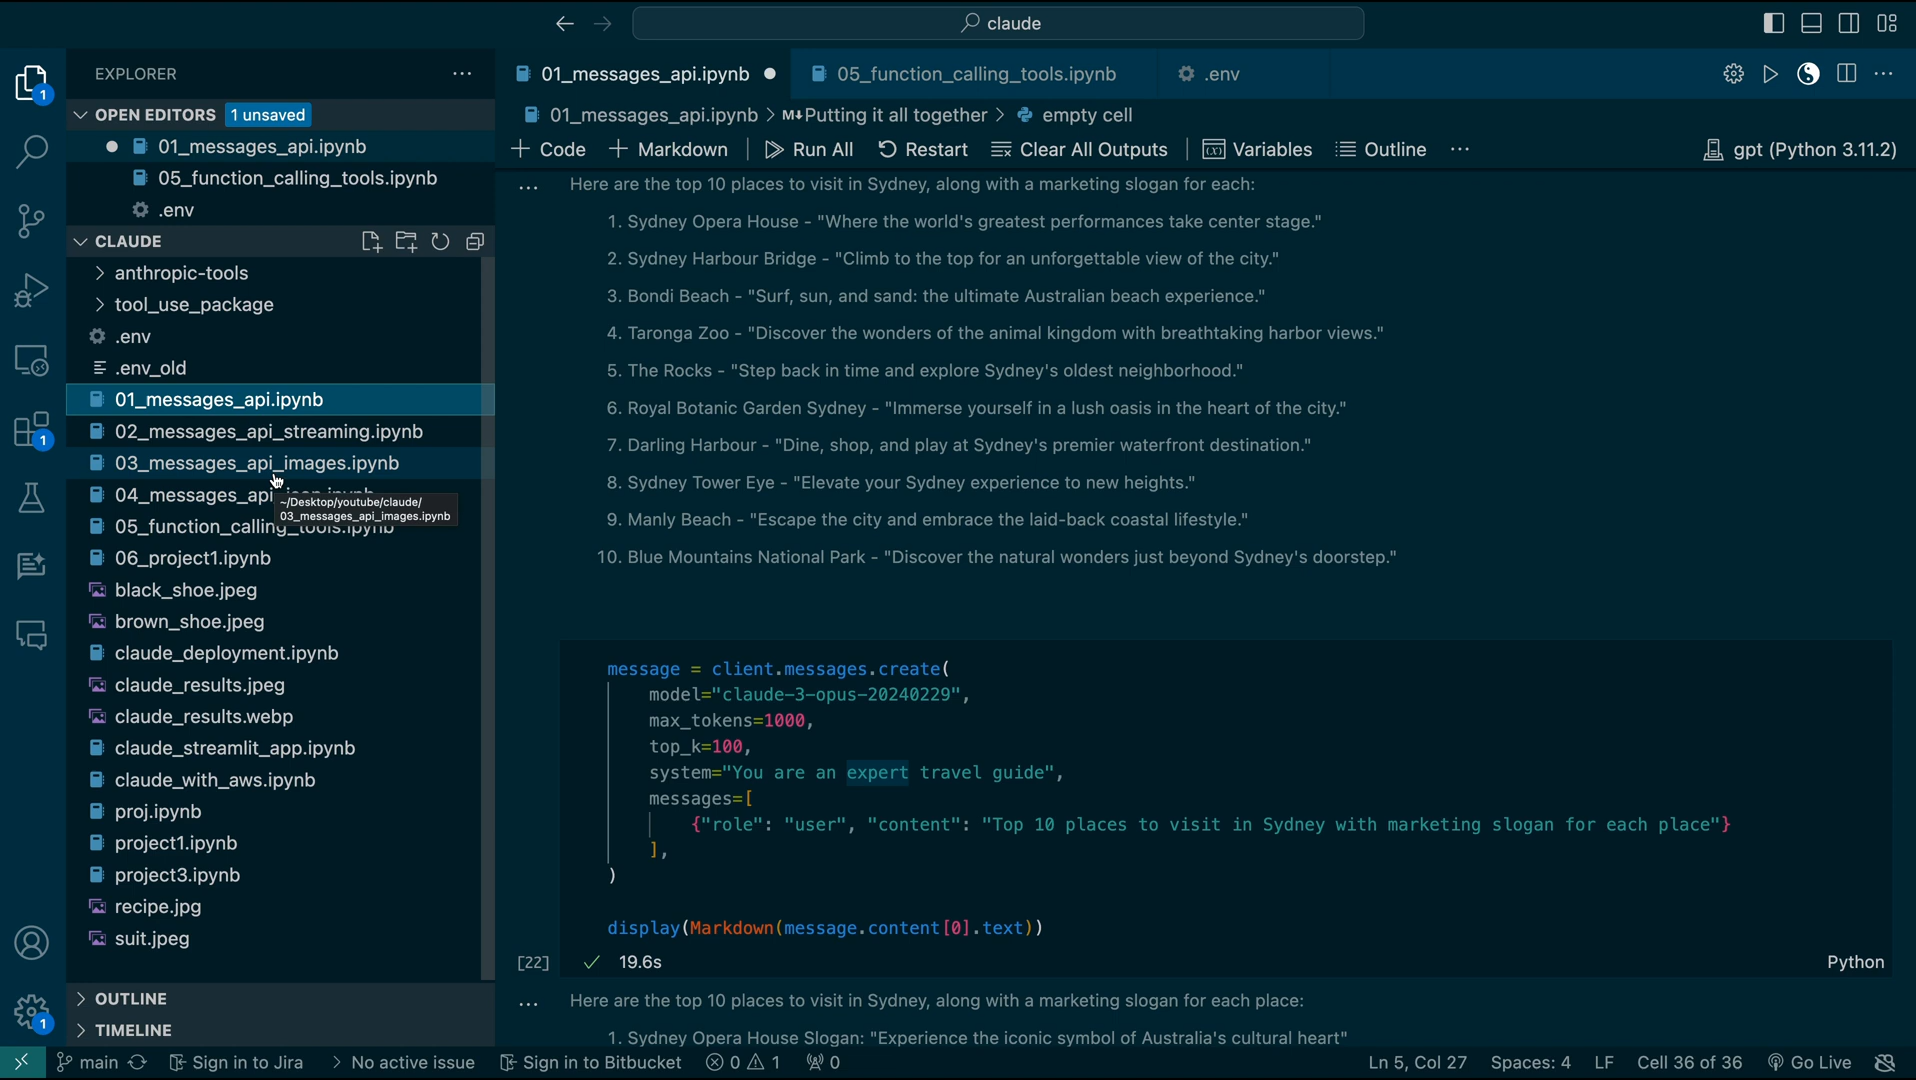 claude
EXPLORER
1
OPEN EDITORS 1 unsaved
01_messages_api.ipynb
05_function_calling_tools.ipynb
.env
CLAUDE
anthropic-tools
tool_use_package
.env
.env_old
01_messages_api.ipynb
02_messages_api_streaming.ipynb
03_messages_api_images.ipynb
1
04_messages_api
~/Desktop/youtube/claude/
03_messages_api_images.ipynb
05_function_calling_tools.ipynb
06_project1.ipynb
black_shoe.jpeg
brown_shoe.jpeg
claude_deployment.ipynb
claude_results.jpeg
claude_results.webp
claude_streamlit_app.ipynb
claude_with_aws.ipynb
proj.ipynb
project1.ipynb
project3.ipynb
recipe.jpg
suit.jpeg
OUTLINE
1
TIMELINE
01_messages_api.ipynb 05_function_calling_tools.ipynb .env
01_messages_api.ipynb > M↓Putting it all together > empty cell
+ Code + Markdown Run All Restart Clear All Outputs Variables Outline ··· gpt (Python 3.11.2)
... Here are the top 10 places to visit in Sydney, along with a marketing slogan for each:
1. Sydney Opera House - "Where the world's greatest performances take center stage."
2. Sydney Harbour Bridge - "Climb to the top for an unforgettable view of the city."
3. Bondi Beach - "Surf, sun, and sand: the ultimate Australian beach experience."
4. Taronga Zoo - "Discover the wonders of the animal kingdom with breathtaking harbor views."
5. The Rocks - "Step back in time and explore Sydney's oldest neighborhood."
6. Royal Botanic Garden Sydney - "Immerse yourself in a lush oasis in the heart of the city."
7. Darling Harbour - "Dine, shop, and play at Sydney's premier waterfront destination."
8. Sydney Tower Eye - "Elevate your Sydney experience to new heights."
9. Manly Beach - "Escape the city and embrace the laid-back coastal lifestyle."
10. Blue Mountains National Park - "Discover the natural wonders just beyond Sydney's doorstep."
message = client.messages.create(
model="claude-3-opus-20240229",
max_tokens=1000,
top_k=100,
system="You are an expert travel guide",
messages=[
{"role": "user", "content": "Top 10 places to visit in Sydney with marketing slogan for each place"}
],
)
display(Markdown(message.content[0].text))
[22] ✓ 19.6s Python
... Here are the top 10 places to visit in Sydney, along with a marketing slogan for each place:
1. Sydney Opera House Slogan: "Experience the iconic symbol of Australia's cultural heart"
main Sign in to Jira > No active issue Sign in to Bitbucket 0 1 0 Ln 5, Col 27 Spaces: 4 LF Cell 36 of 36 Go Live